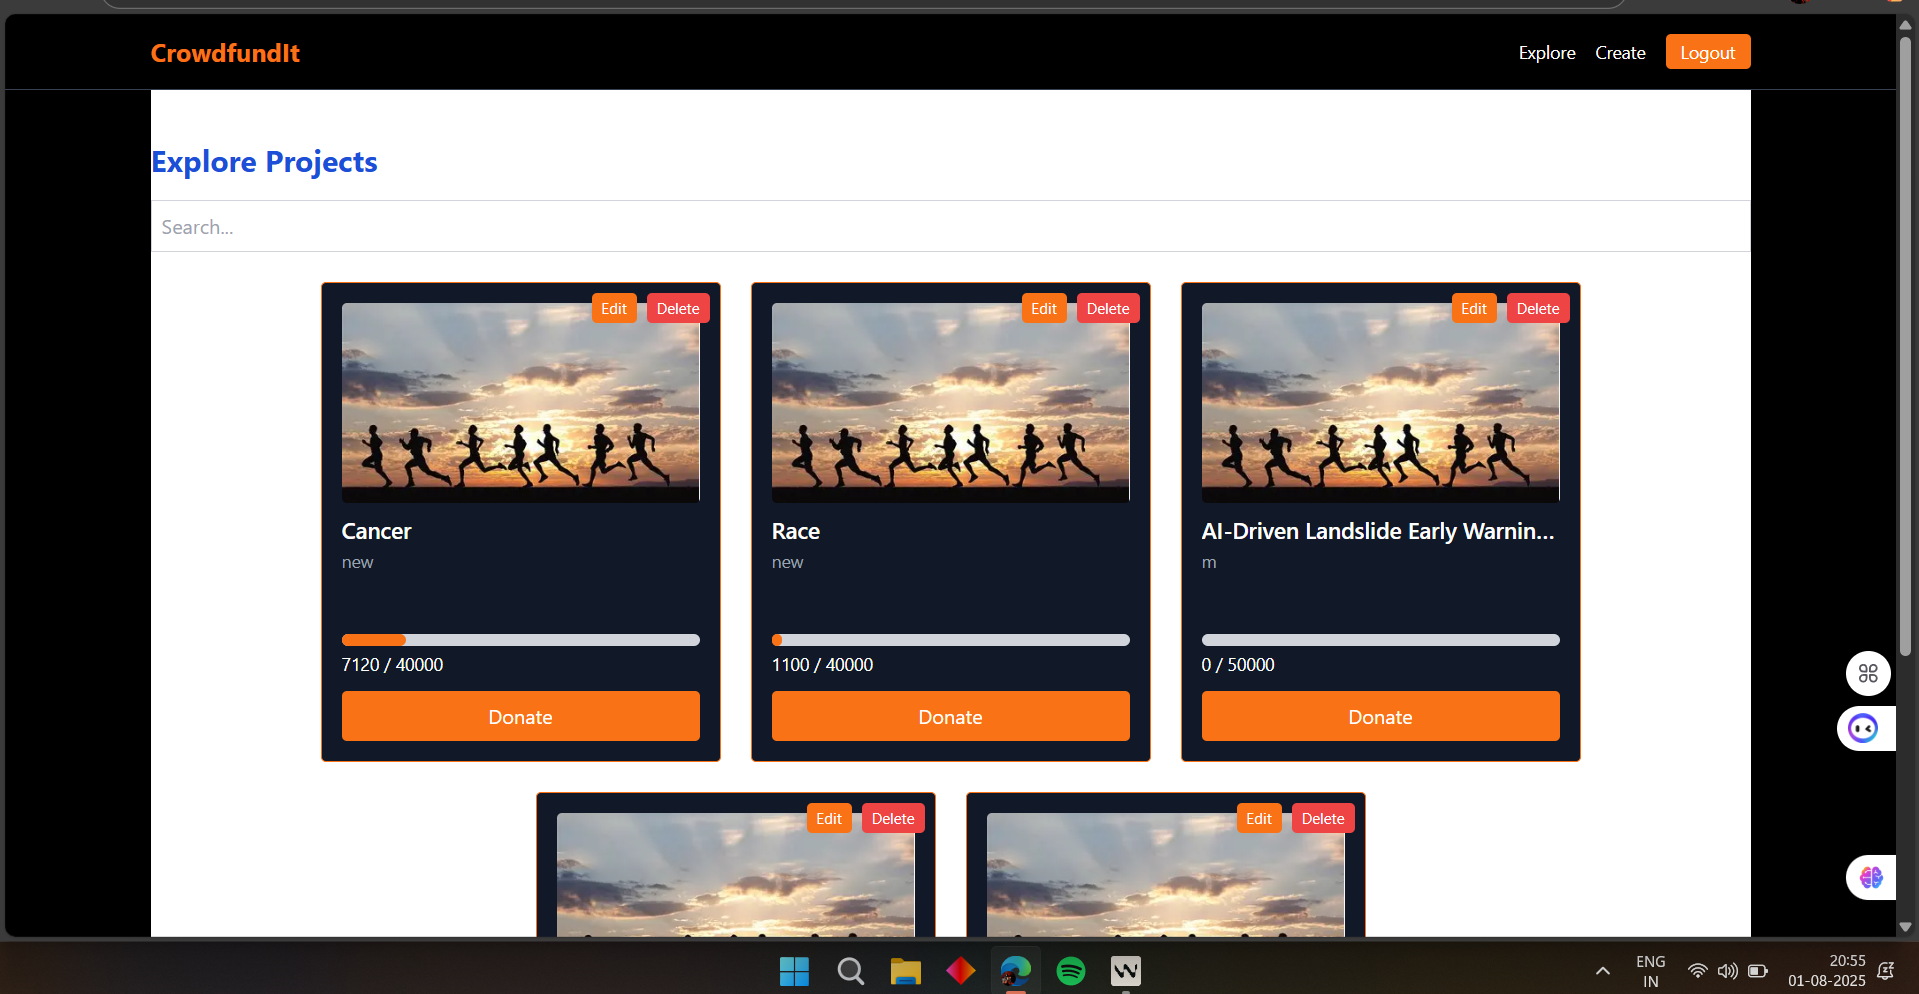 CrowdfundIt
Explore Create Logout
Explore Projects
Search...
Edit Delete
Edit Delete
Edit Delete
Cancer
new
7120 / 40000
Donate
Race
new
1100 / 40000
Donate
AI-Driven Landslide Early Warnin...
m
0 / 50000
Donate
Edit Delete
Edit Delete
ENG
IN
20:55
01-08-2025